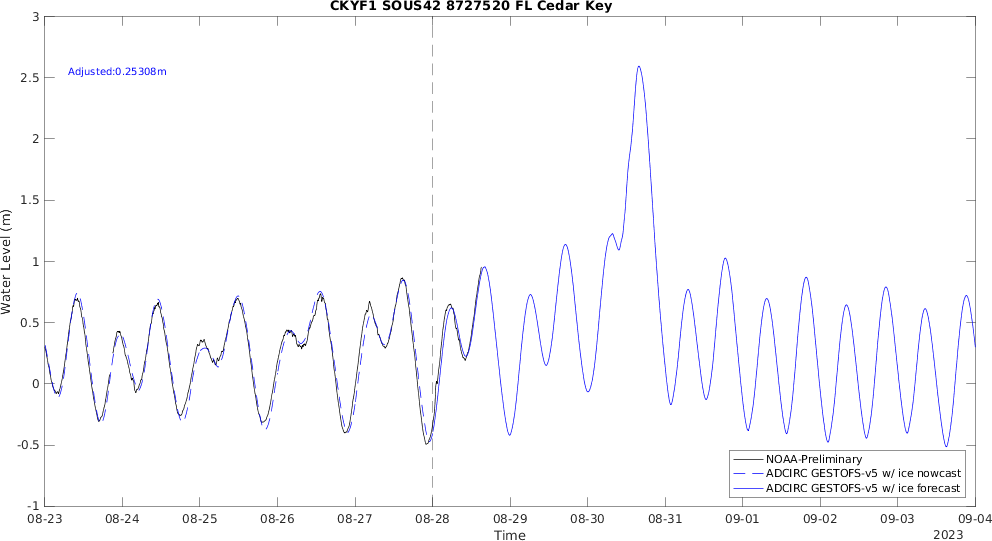 CKYF1 SOUS42 8727520 FL Cedar Key
3
2.5
2
1.5
1
0.5
0
-0.5
-1
Water Level (m)
Adjusted:0.25308m
NOAA-Preliminary
ADCIRC GESTOFS-v5 w/ ice nowcast
ADCIRC GESTOFS-v5 w/ ice forecast
08-23 08-24 08-25 08-26 08-27 08-28 08-29 08-30 08-31 09-01 09-02 09-03 09-04
Time
2023